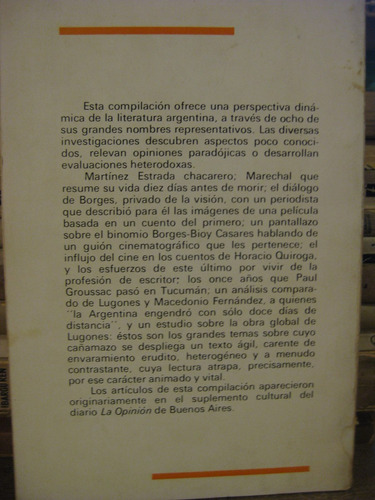 Esta compilación ofrece una perspectiva diná-
mica de la literatura argentina, a través de ocho de
sus grandes nombres representativos. Las diversas
investigaciones descubren aspectos poco conoci-
dos, relevan opiniones paradójicas o desarrollan
evaluaciones heterodoxas.
Martínez Estrada chacarero; Marechal que
resume su vida diez días antes de morir; el diálogo
de Borges, privado de la visión, con un periodista
que describió para él las imágenes de una película
basada en un cuento del primero; un pantallazo
sobre el binomio Borges-Bioy Casares hablando de
un guión cinematográfico que les pertenece; el
influjo del cine en los cuentos de Horacio Quiroga,
y los esfuerzos de este último por vivir de la
profesión de escritor; los once años que Paul
Groussac pasó en Tucumán; un análisis compara-
do de Lugones y Macedonio Fernández, a quienes
"la Argentina engendró con sólo doce días de
distancia", y un estudio sobre la obra global de
Lugones: éstos son los grandes temas sobre cuyo
cañamazo se despliega un texto ágil, carente de
envaramiento erudito, heterogéneo y a menudo
contrastante, cuya lectura atrapa, precisamente,
por ese carácter animado y vital.
Los artículos de esta compilación aparecieron
originariamente en el suplemento cultural del
diario La Opinión de Buenos Aires.